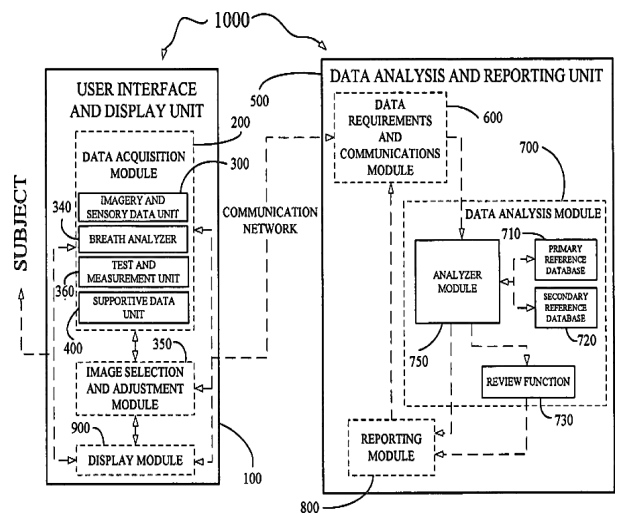 1000
USER INTERFACE
AND DISPLAY UNIT
200
DATA ACQUISITION
MODULE
300
IMAGERY AND
SENSORY DATA UNIT
340
BREATH ANALYZER
TEST AND
MEASUREMENT UNIT
360
SUPPORTIVE DATA
UNIT
400
350
IMAGE SELECTION
AND ADJUSTMENT
MODULE
900
DISPLAY MODULE
100
SUBJECT
COMMUNICATION
NETWORK
500
DATA ANALYSIS AND REPORTING UNIT
DATA
REQUIREMENTS
AND
COMMUNICATIONS
MODULE
600
700
DATA ANALYSIS MODULE
710
ANALYZER
MODULE
750
PRIMARY
REFERENCE
DATABASE
SECONDARY
REFERENCE
DATABASE
720
REVIEW FUNCTION
730
REPORTING
MODULE
800